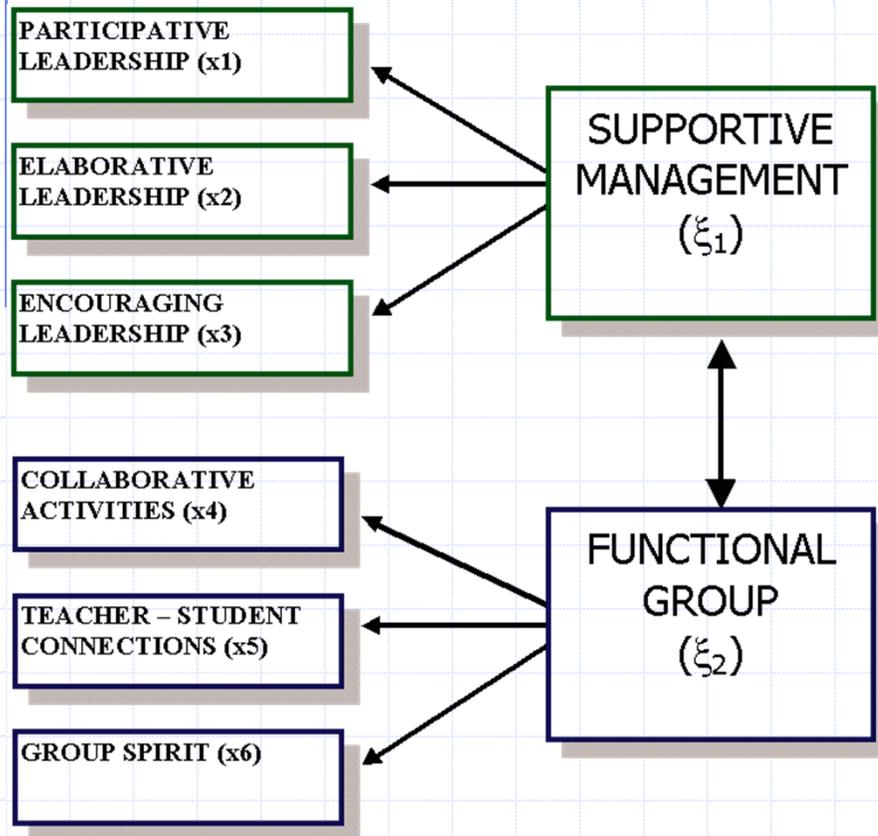 PARTICIPATIVE
LEADERSHIP (x1)
ELABORATIVE
LEADERSHIP (x2)
ENCOURAGING
LEADERSHIP (x3)
SUPPORTIVE
MANAGEMENT
(ξ₁)
COLLABORATIVE
ACTIVITIES (x4)
TEACHER – STUDENT
CONNECTIONS (x5)
GROUP SPIRIT (x6)
FUNCTIONAL
GROUP
(ξ₂)